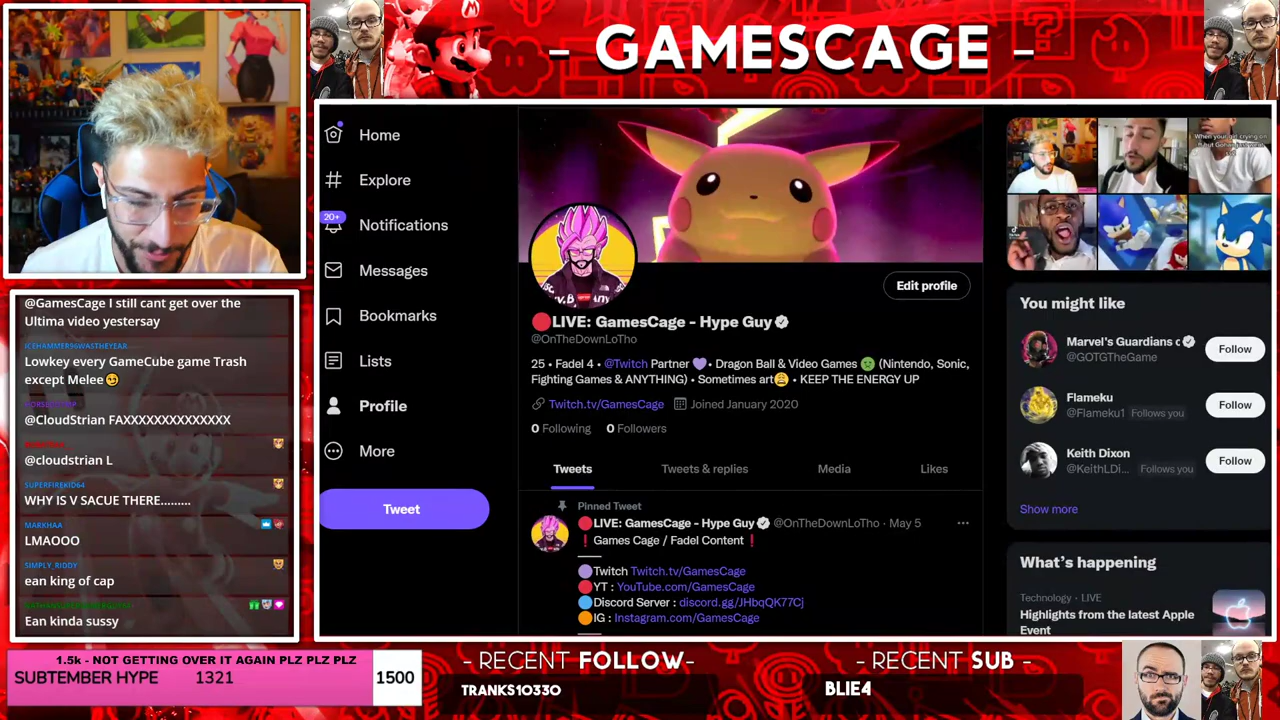 - GAMESCAGE -
@GamesCage I still cant get over the
Ultima video yestersay
ICEHAMMER96WASTHEYEAR
Lowkey every GameCube game Trash
except Melee
@CloudStrian FAXXXXXXXXXXXXXX
@cloudstrian L
SUPERFIREKID64
WHY IS V SACUE THERE.........
MARKHAA
LMAOOO
SIMPLY_RIDDY
ean king of cap
Ean kinda sussy
Home
Explore
20+
Notifications
Messages
Bookmarks
Lists
Profile
More
Tweet
Edit profile
LIVE: GamesCage - Hype Guy
@OnTheDownLoTho
25 • Fadel 4 • @Twitch Partner • Dragon Ball & Video Games (Nintendo, Sonic,
Fighting Games & ANYTHING) • Sometimes art • KEEP THE ENERGY UP
Twitch.tv/GamesCage Joined January 2020
0 Following 0 Followers
Tweets Tweets & replies Media Likes
Pinned Tweet
LIVE: GamesCage - Hype Guy @OnTheDownLoTho · May 5 ...
❗ Games Cage / Fadel Content ❗
Twitch Twitch.tv/GamesCage
YT : YouTube.com/GamesCage
Discord Server : discord.gg/JHbqQK77Cj
IG : Instagram.com/GamesCage
You might like
Marvel's Guardians
@GOTGTheGame
Follow
Flameku
@Flameku1 Follows you
Follow
Keith Dixon
@KeithLDi... Follows you
Follow
Show more
What's happening
Technology · LIVE
Highlights from the latest Apple
Event
1.5k - NOT GETTING OVER IT AGAIN PLZ PLZ PLZ
SUBTEMBER HYPE 1321 1500
- RECENT FOLLOW-
TRANKS10330
- RECENT SUB -
BLIE4